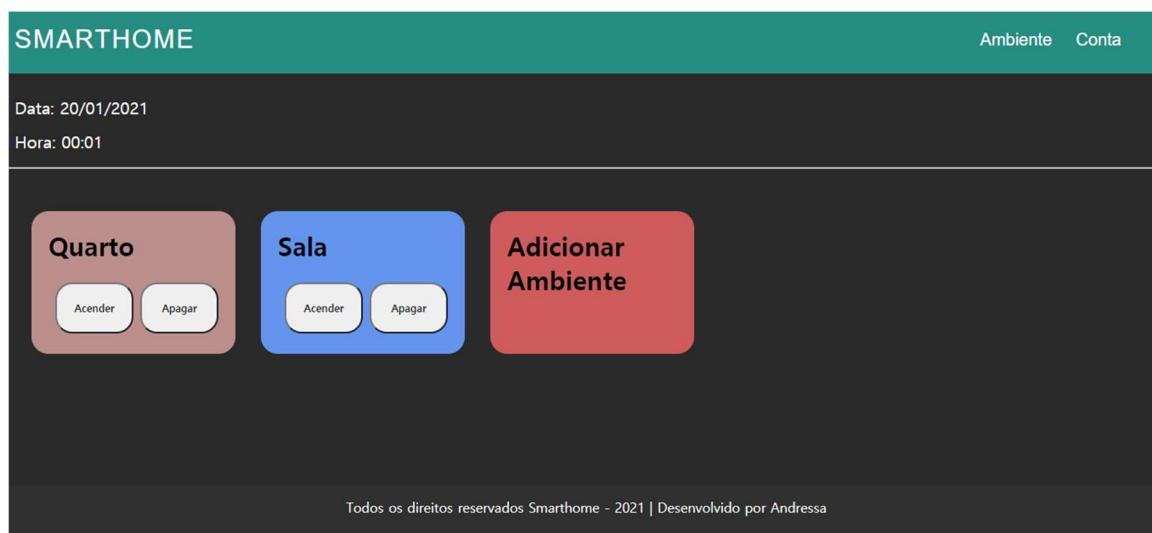 SMARTHOME
Ambiente Conta
Data: 20/01/2021
Hora: 00:01
Quarto
Acender Apagar
Sala
Acender Apagar
Adicionar
Ambiente
Todos os direitos reservados Smarthome - 2021 | Desenvolvido por Andressa